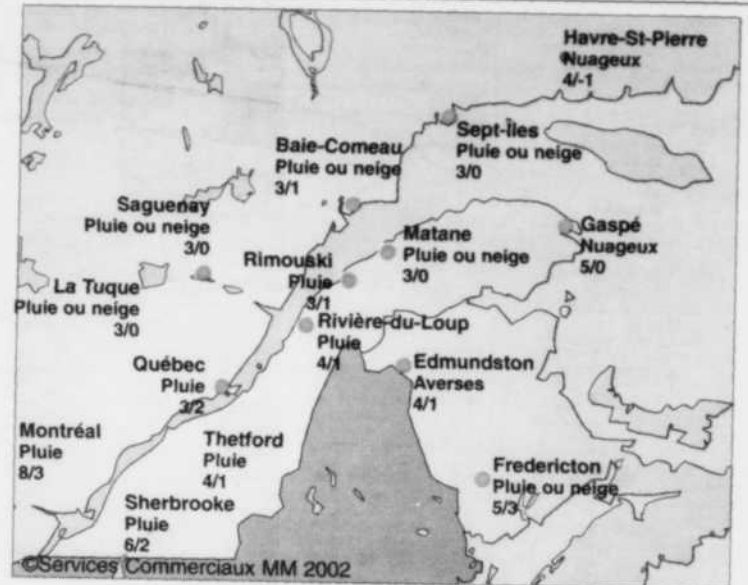 Havre-St-Pierre
Nuageux
4/-1
Sept-Îles
Pluie ou neige
3/0
Baie-Comeau
Pluie ou neige
3/1
Saguenay
Pluie ou neige
3/0
Gaspé
Nuageux
5/0
Matane
Pluie ou neige
3/0
Rimouski
Pluie
3/1
La Tuque
Pluie ou neige
3/0
Rivière-du-Loup
Pluie
4/1
Québec
Pluie
3/2
Edmundston
Averses
4/1
Montréal
Pluie
8/3
Thetford
Pluie
4/1
Fredericton
Pluie ou neige
5/3
Sherbrooke
Pluie
6/2
©Services Commerciaux MM 2002